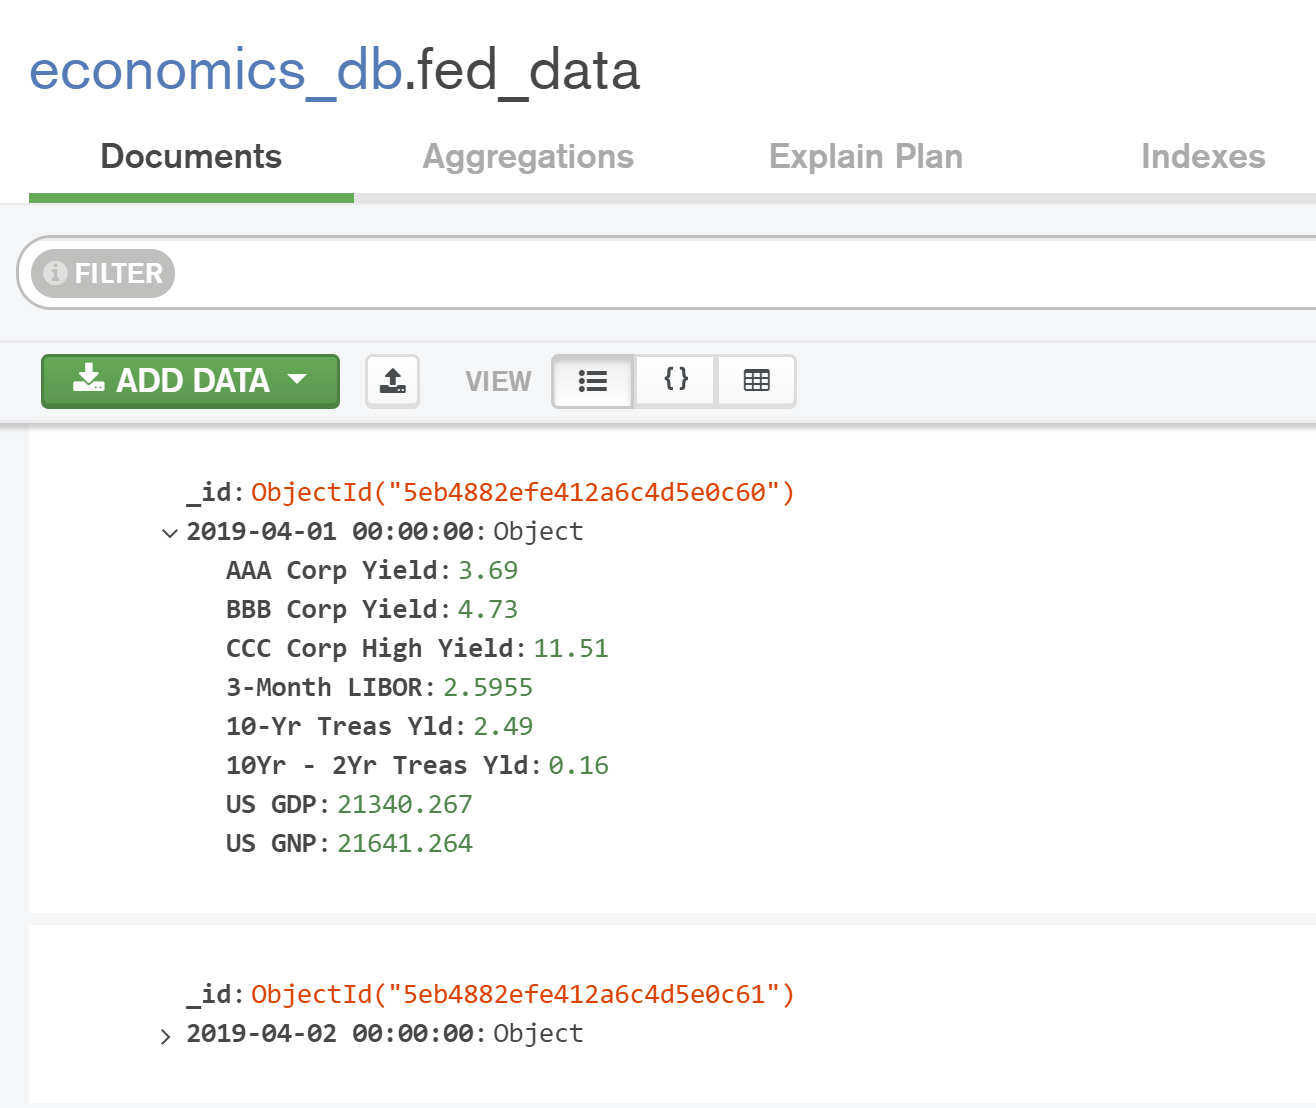 economics_db.fed_data
Documents Aggregations Explain Plan Indexes
FILTER
ADD DATA VIEW {}
_id: ObjectId("5eb4882efe412a6c4d5e0c60")
2019-04-01 00:00:00: Object
AAA Corp Yield: 3.69
BBB Corp Yield: 4.73
CCC Corp High Yield: 11.51
3-Month LIBOR: 2.5955
10-Yr Treas Yld: 2.49
10Yr - 2Yr Treas Yld: 0.16
US GDP: 21340.267
US GNP: 21641.264
_id: ObjectId("5eb4882efe412a6c4d5e0c61")
2019-04-02 00:00:00: Object